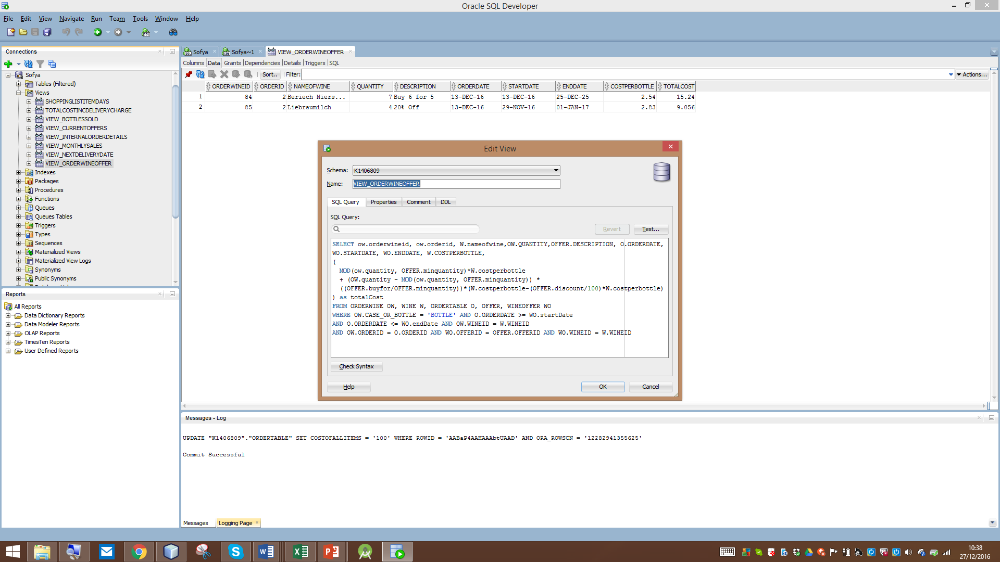 Oracle SQL Developer
File Edit View Navigate Run Team Tools Window Help
Connections
Sofya
Tables (Filtered)
Views
SHOPPINGLISTITEMDAYS
TOTALCOSTINCDELIVERYCHARGE
VIEW_BOTTLESSOLD
VIEW_CURRENTOFFERS
VIEW_INTERNALORDERDETAILS
VIEW_MONTHLYSALES
VIEW_NEXTDELIVERYDATE
VIEW_ORDERWINEOFFER
Indexes
Packages
Procedures
Functions
Queues
Queues Tables
Triggers
Types
Sequences
Materialized Views
Materialized View Logs
Synonyms
Public Synonyms
Reports
All Reports
Data Dictionary Reports
Data Modeler Reports
OLAP Reports
TimesTen Reports
User Defined Reports
Sofya Sofya~1 VIEW_ORDERWINEOFFER
Columns Data Grants Dependencies Details Triggers SQL
Sort.. Filter: Actions...
ORDERWINEID ORDERID NAMEOFWINE QUANTITY DESCRIPTION ORDERDATE STARTDATE ENDDATE COSTPERBOTTLE TOTALCOST
1 84 2 Beriech Niers... 7 Buy 6 for 5 13-DEC-16 13-DEC-16 25-DEC-25 2.54 15.24
2 85 2 Liebraumilch 4 20% Off 13-DEC-16 29-NOV-16 01-JAN-17 2.83 9.056
Edit View
Schema: K1406809
Name: VIEW_ORDERWINEOFFER
SQL Query Properties Comment DDL
SQL Query:
Revert Test...
SELECT ow.orderwineid, ow.orderid, W.nameofwine,OW.QUANTITY,OFFER.DESCRIPTION, O.ORDERDATE,
WO.STARTDATE, WO.ENDDATE, W.COSTPERBOTTLE,
(
MOD(ow.quantity, OFFER.minquantity)*W.costperbottle
+ (OW.quantity - MOD(ow.quantity, OFFER.minquantity)) *
((OFFER.buyfor/OFFER.minquantity))*(W.costperbottle-(OFFER.discount/100)*W.costperbottle)
) as totalCost
FROM ORDERWINE OW, WINE W, ORDERTABLE O, OFFER, WINEOFFER WO
WHERE OW.CASE_OR_BOTTLE = 'BOTTLE' AND O.ORDERDATE >= WO.startDate
AND O.ORDERDATE <= WO.endDate AND OW.WINEID = W.WINEID
AND OW.ORDERID = O.ORDERID AND WO.OFFERID = OFFER.OFFERID AND WO.WINEID = W.WINEID
Check Syntax
Help OK Cancel
Messages - Log
UPDATE "K1406809"."ORDERTABLE" SET COSTOFALLITEMS = '100' WHERE ROWID = 'AABaP4AAHAAAbtUAAD' AND ORA_ROWSCN = '12282941355625'
Commit Successful
Messages Logging Page
10:38
27/12/2016